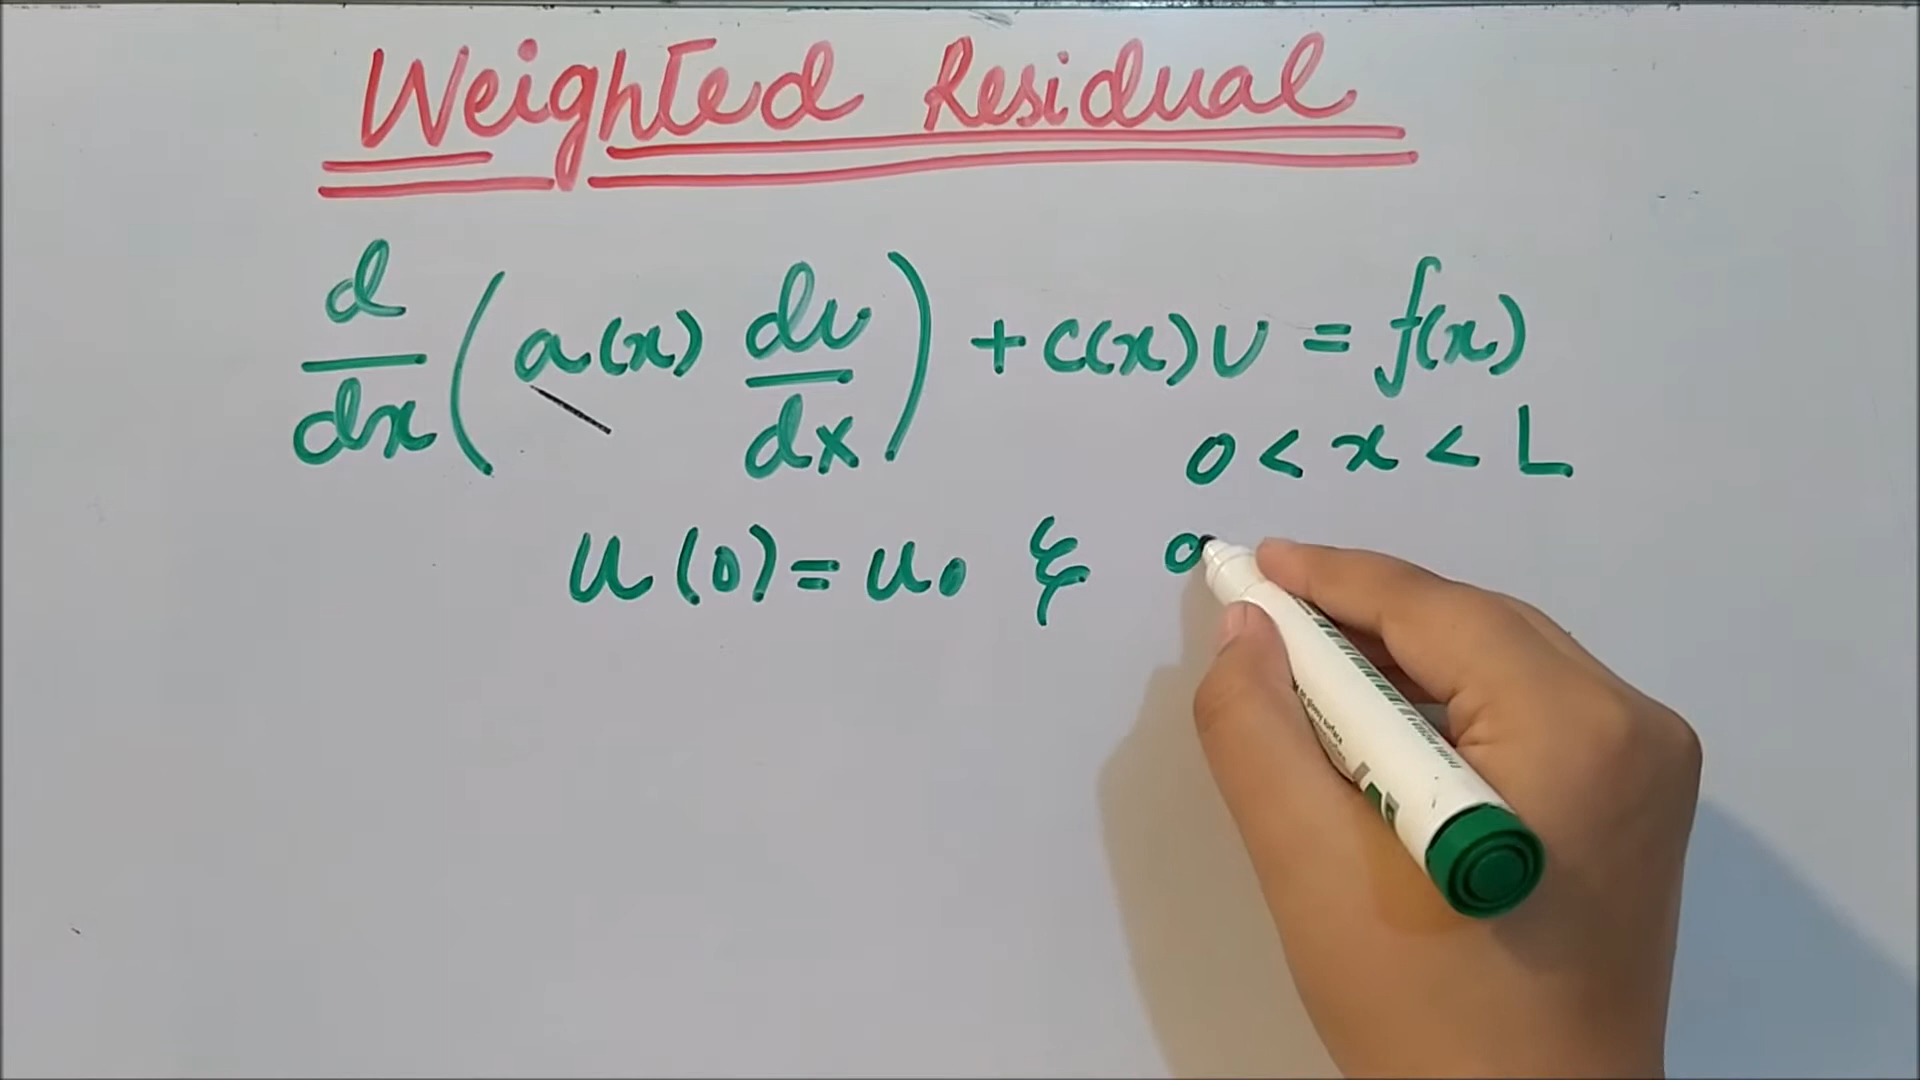 Weighted Residual
d/dx ( a(x) du/dx ) + c(x)u = f(x)
0 < x < L
u(0) = u₀ & a